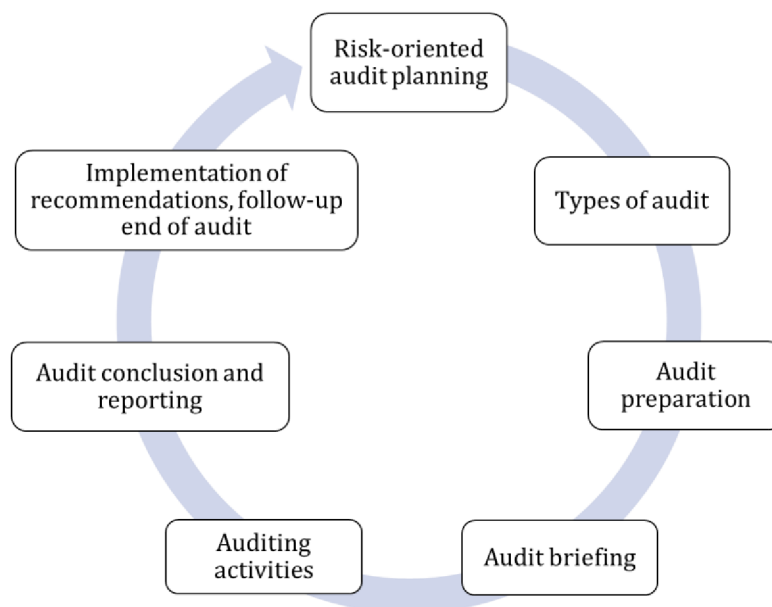 Risk-oriented
audit planning
Types of audit
Audit
preparation
Audit briefing
Auditing
activities
Audit conclusion and
reporting
Implementation of
recommendations, follow-up
end of audit